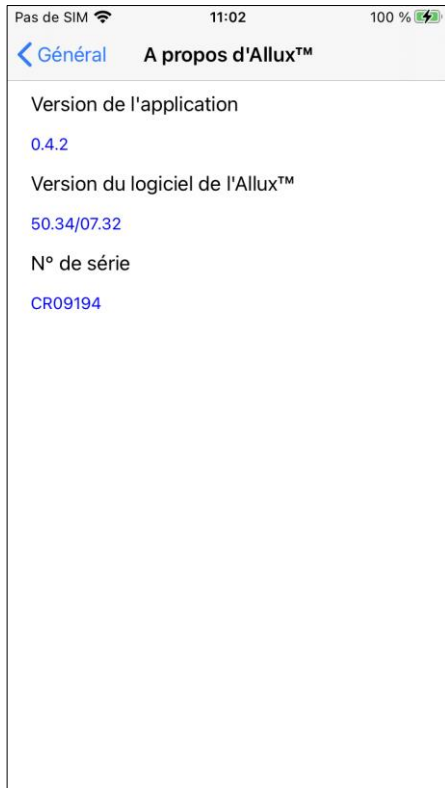 Pas de SIM 11:02 100 %
Général A propos d'Allux™
Version de l'application
0.4.2
Version du logiciel de l'Allux™
50.34/07.32
N° de série
CR09194